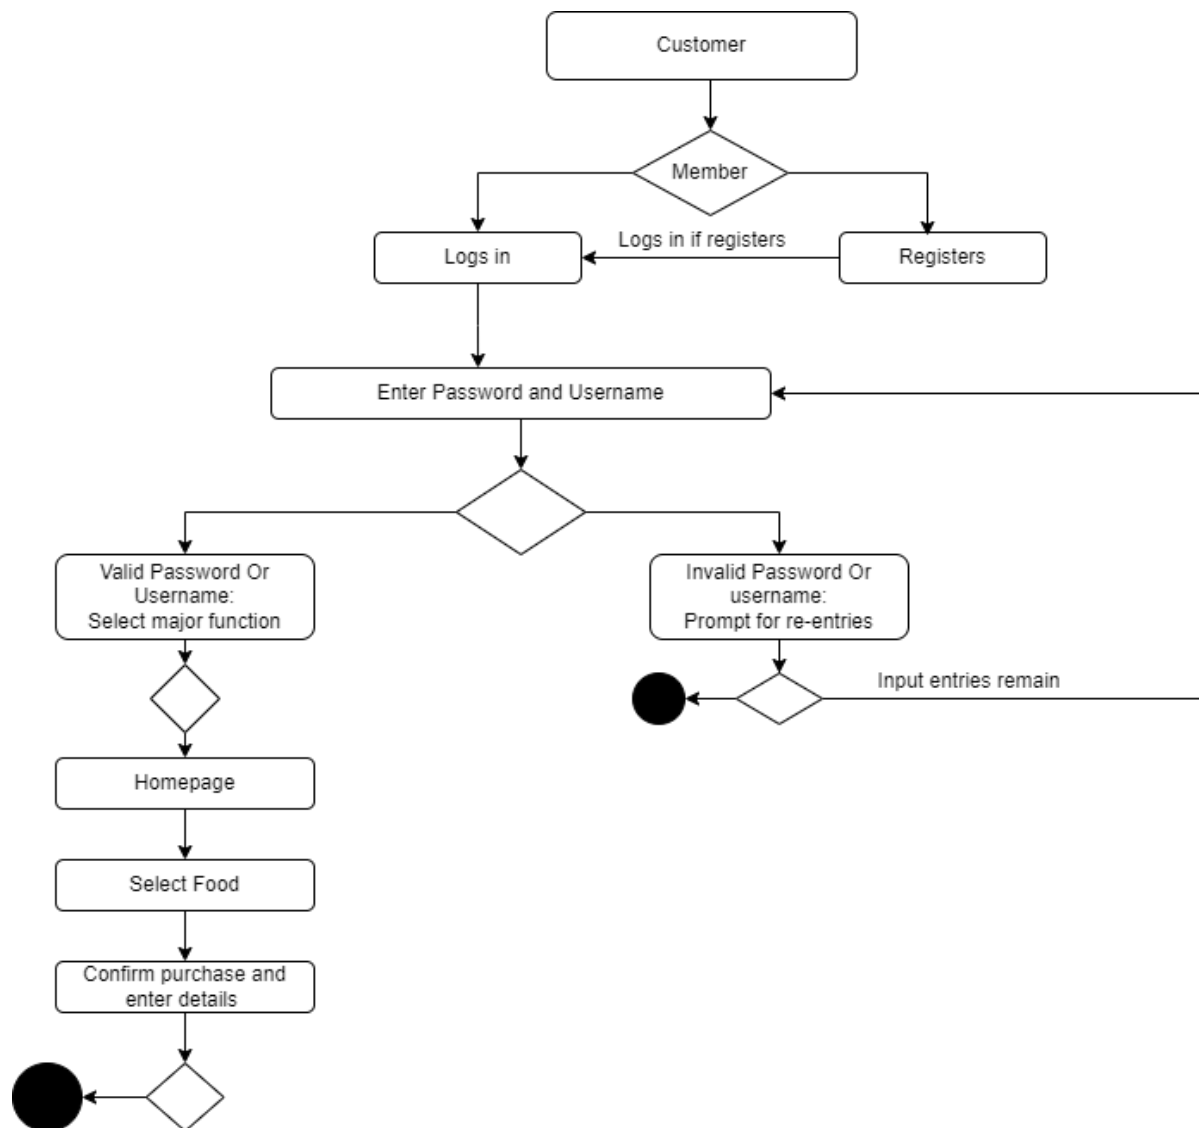 Customer
Member
Logs in if registers
Logs in
Registers
Enter Password and Username
Valid Password Or
Username:
Select major function
Invalid Password Or
username:
Prompt for re-entries
Input entries remain
Homepage
Select Food
Confirm purchase and
enter details